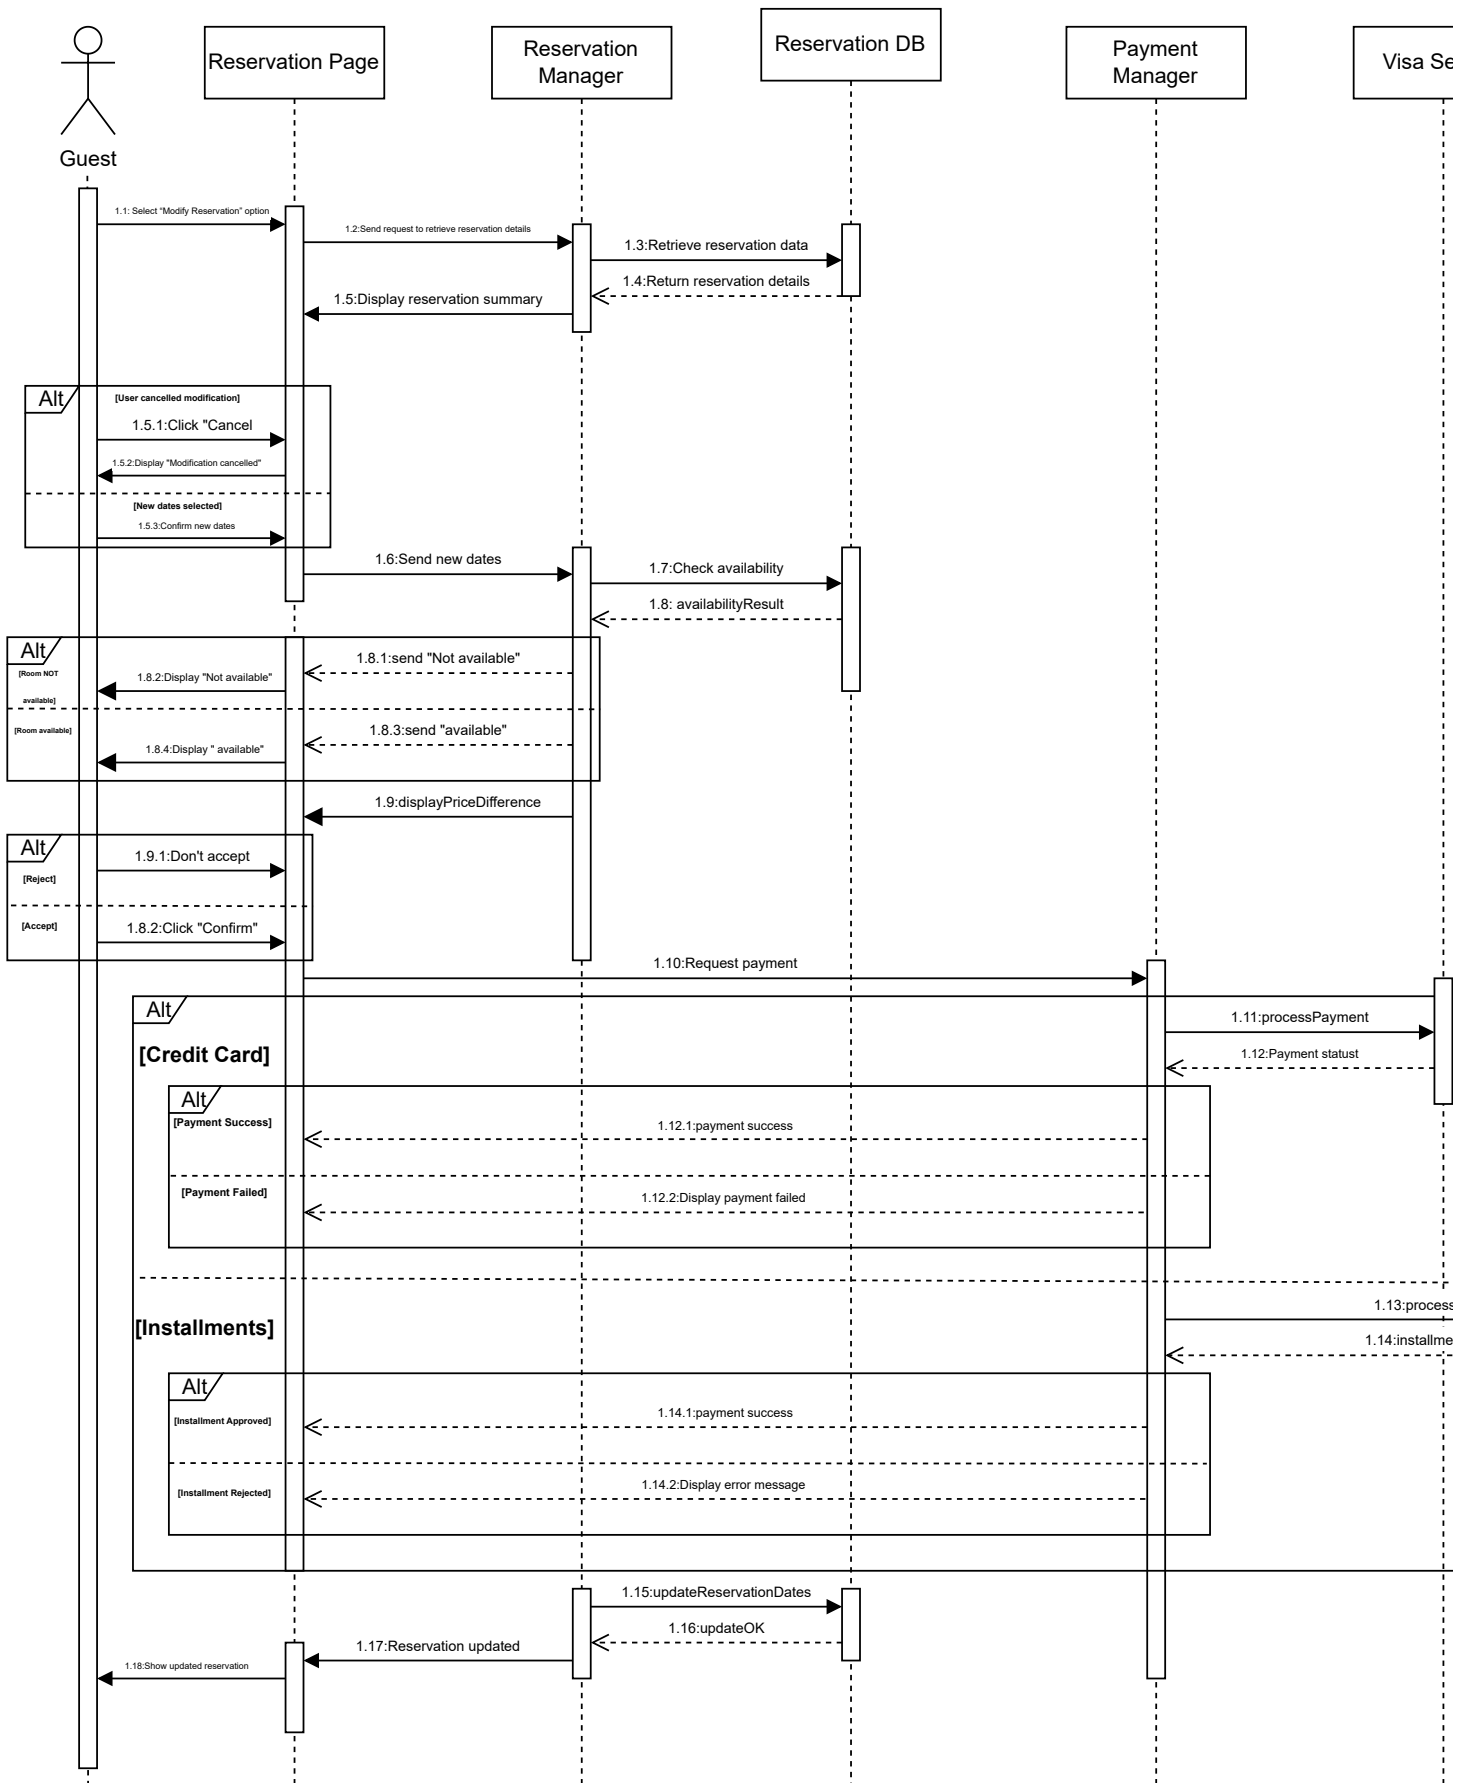 Guest
Reservation Page
Reservation
Manager
Reservation DB
Payment
Manager
Visa Se
1.1: Select "Modify Reservation" option
1.2:Send request to retrieve reservation details
1.3:Retrieve reservation data
1.4:Return reservation details
1.5:Display reservation summary
Alt
[User cancelled modification]
1.5.1:Click "Cancel
1.5.2:Display "Modification cancelled"
[New dates selected]
1.5.3:Confirm new dates
1.6:Send new dates
1.7:Check availability
1.8: availabilityResult
Alt
[Room NOT
available]
1.8.1:send "Not available"
1.8.2:Display "Not available"
[Room available]
1.8.3:send "available"
1.8.4:Display " available"
1.9:displayPriceDifference
Alt
1.9.1:Don't accept
[Reject]
[Accept]
1.8.2:Click "Confirm"
1.10:Request payment
Alt
1.11:processPayment
[Credit Card]
1.12:Payment statust
Alt
[Payment Success]
1.12.1:payment success
[Payment Failed]
1.12.2:Display payment failed
1.13:process
[Installments]
1.14:installme
Alt
[Installment Approved]
1.14.1:payment success
[Installment Rejected]
1.14.2:Display error message
1.15:updateReservationDates
1.16:updateOK
1.17:Reservation updated
1.18:Show updated reservation